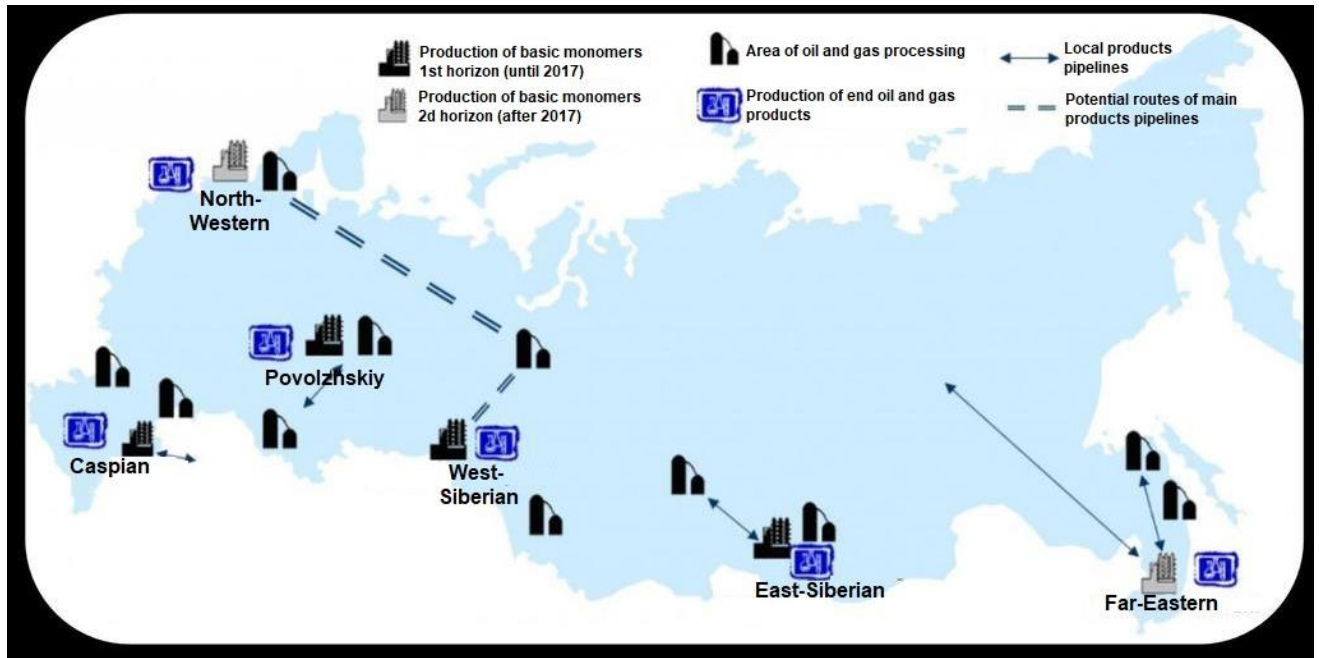 Production of basic monomers
1st horizon (until 2017)
Production of basic monomers
2d horizon (after 2017)
Area of oil and gas processing
Production of end oil and gas
products
Local products
pipelines
Potential routes of main
products pipelines
North-
Western
Povolzhskiy
Caspian
West-
Siberian
East-Siberian
Far-Eastern